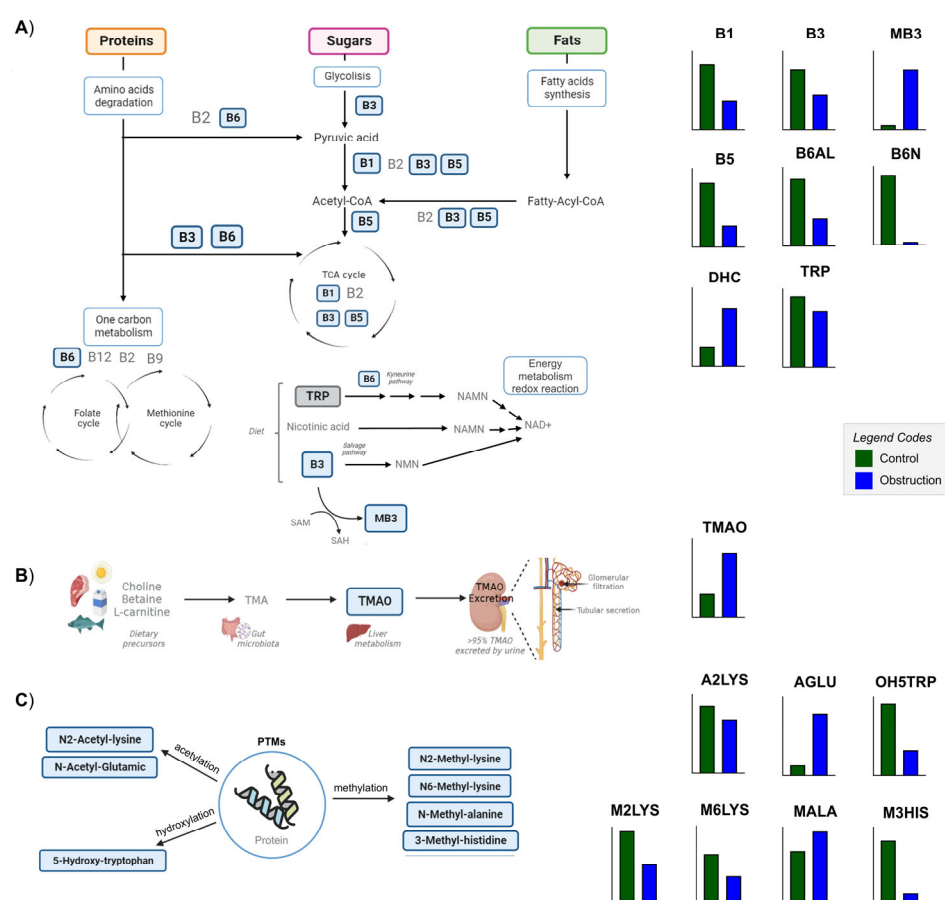 A)
Proteins
Sugars
Fats
Amino acids
degradation
Glycolisis
Fatty acids
synthesis
B3
B2 B6
Pyruvic acid
B1 B2 B3 B5
Acetyl-CoA
Fatty-Acyl-CoA
B5
B2 B3 B5
B3 B6
TCA cycle
B1 B2
B3 B5
One carbon
metabolism
B6 B12 B2 B9
Folate
cycle
Methionine
cycle
Energy
metabolism
redox reaction
Diet
TRP
B6
Kyneurine
pathway
NAMN
Nicotinic acid
NAMN
NAD+
B3
Salvage
pathway
NMN
SAM
SAH
MB3
B1
B3
MB3
B5
B6AL
B6N
DHC
TRP
Legend Codes
Control
Obstruction
B)
Choline
Betaine
L-carnitine
Dietary
precursors
TMA
Gut
microbiota
TMAO
Liver
metabolism
TMAO
Excretion
>95% TMAO
excreted by urine
Glomerular
filtration
Tubular secretion
TMAO
C)
N2-Acetyl-lysine
N-Acetyl-Glutamic
acetylation
PTMs
Protein
hydroxylation
5-Hydroxy-tryptophan
methylation
N2-Methyl-lysine
N6-Methyl-lysine
N-Methyl-alanine
3-Methyl-histidine
A2LYS
AGLU
OH5TRP
M2LYS
M6LYS
MALA
M3HIS